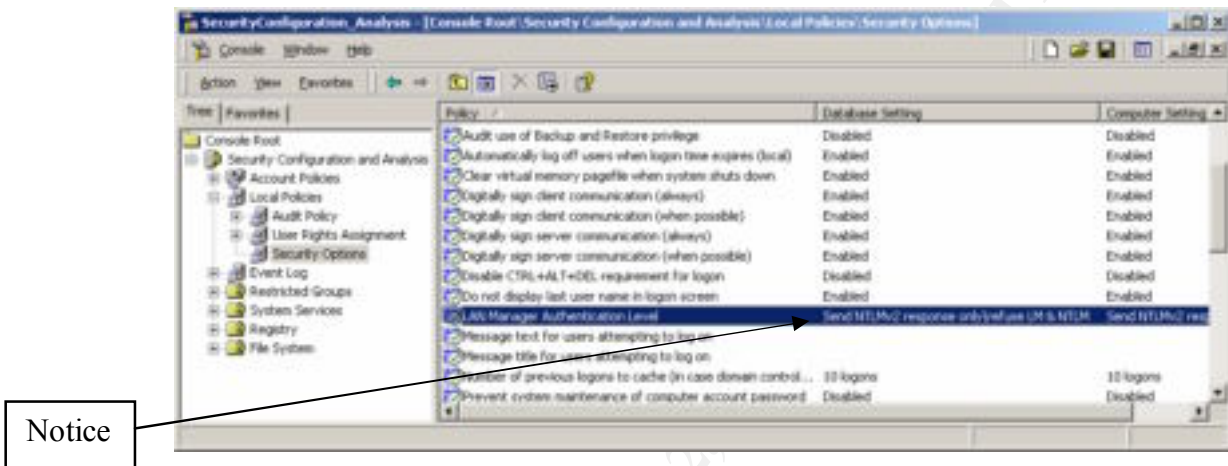 SecurityConfiguration_Analysis - [Console Root\Security Configuration and Analysis\Local Policies\Security Options]
Console Window Help
Action View Favorites
Tree Favorites
Policy Database Setting Computer Setting
Console Root
Security Configuration and Analysis
Account Policies
Local Policies
Audit Policy
User Rights Assignment
Security Options
Event Log
Restricted Groups
System Services
Registry
File System
Audit use of Backup and Restore privilege Disabled Disabled
Automatically log off users when logon time expires (local) Enabled Enabled
Clear virtual memory pagefile when system shuts down Enabled Enabled
Digitally sign client communication (always) Enabled Enabled
Digitally sign client communication (when possible) Enabled Enabled
Digitally sign server communication (always) Enabled Enabled
Digitally sign server communication (when possible) Enabled Enabled
Disable CTRL+ALT+DEL requirement for logon Disabled Disabled
Do not display last user name in logon screen Enabled Enabled
LAN Manager Authentication Level Send NTLMv2 response only\refuse LM & NTLM Send NTLMv2 res
Message text for users attempting to log on
Message title for users attempting to log on
Number of previous logons to cache (in case domain control... 10 logons 10 logons
Prevent system maintenance of computer account password Disabled Disabled
Notice